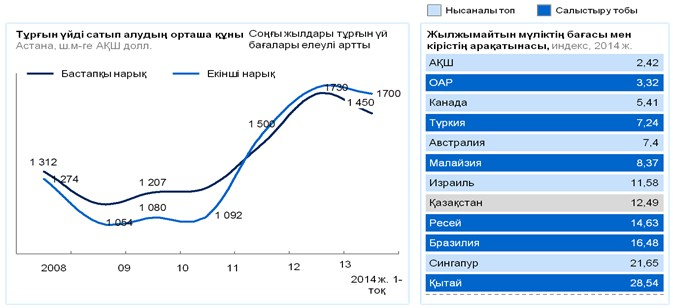 Нысаналы топ
Салыстыру тобы
Тұрғын үйді сатып алудың орташа құны
Астана, ш.м-ге АҚШ долл.
Соңғы жылдары тұрғын үй
бағалары елеулі артты
Бастапқы нарық
Екінші нарық
1 312
1 274
1 054
1 207
1 080
1 092
1 500
1730
1 450
1700
2008
09
10
11
12
13
2014 ж. 1-
тоқ
Жылжымайтын мүліктің бағасы мен
кірістің арақатынасы, индекс, 2014 ж.
АҚШ 2,42
ОАР 3,32
Канада 5,41
Түркия 7,24
Австралия 7,4
Малайзия 8,37
Израиль 11,58
Қазақстан 12,49
Ресей 14,63
Бразилия 16,48
Сингапур 21,65
Қытай 28,54